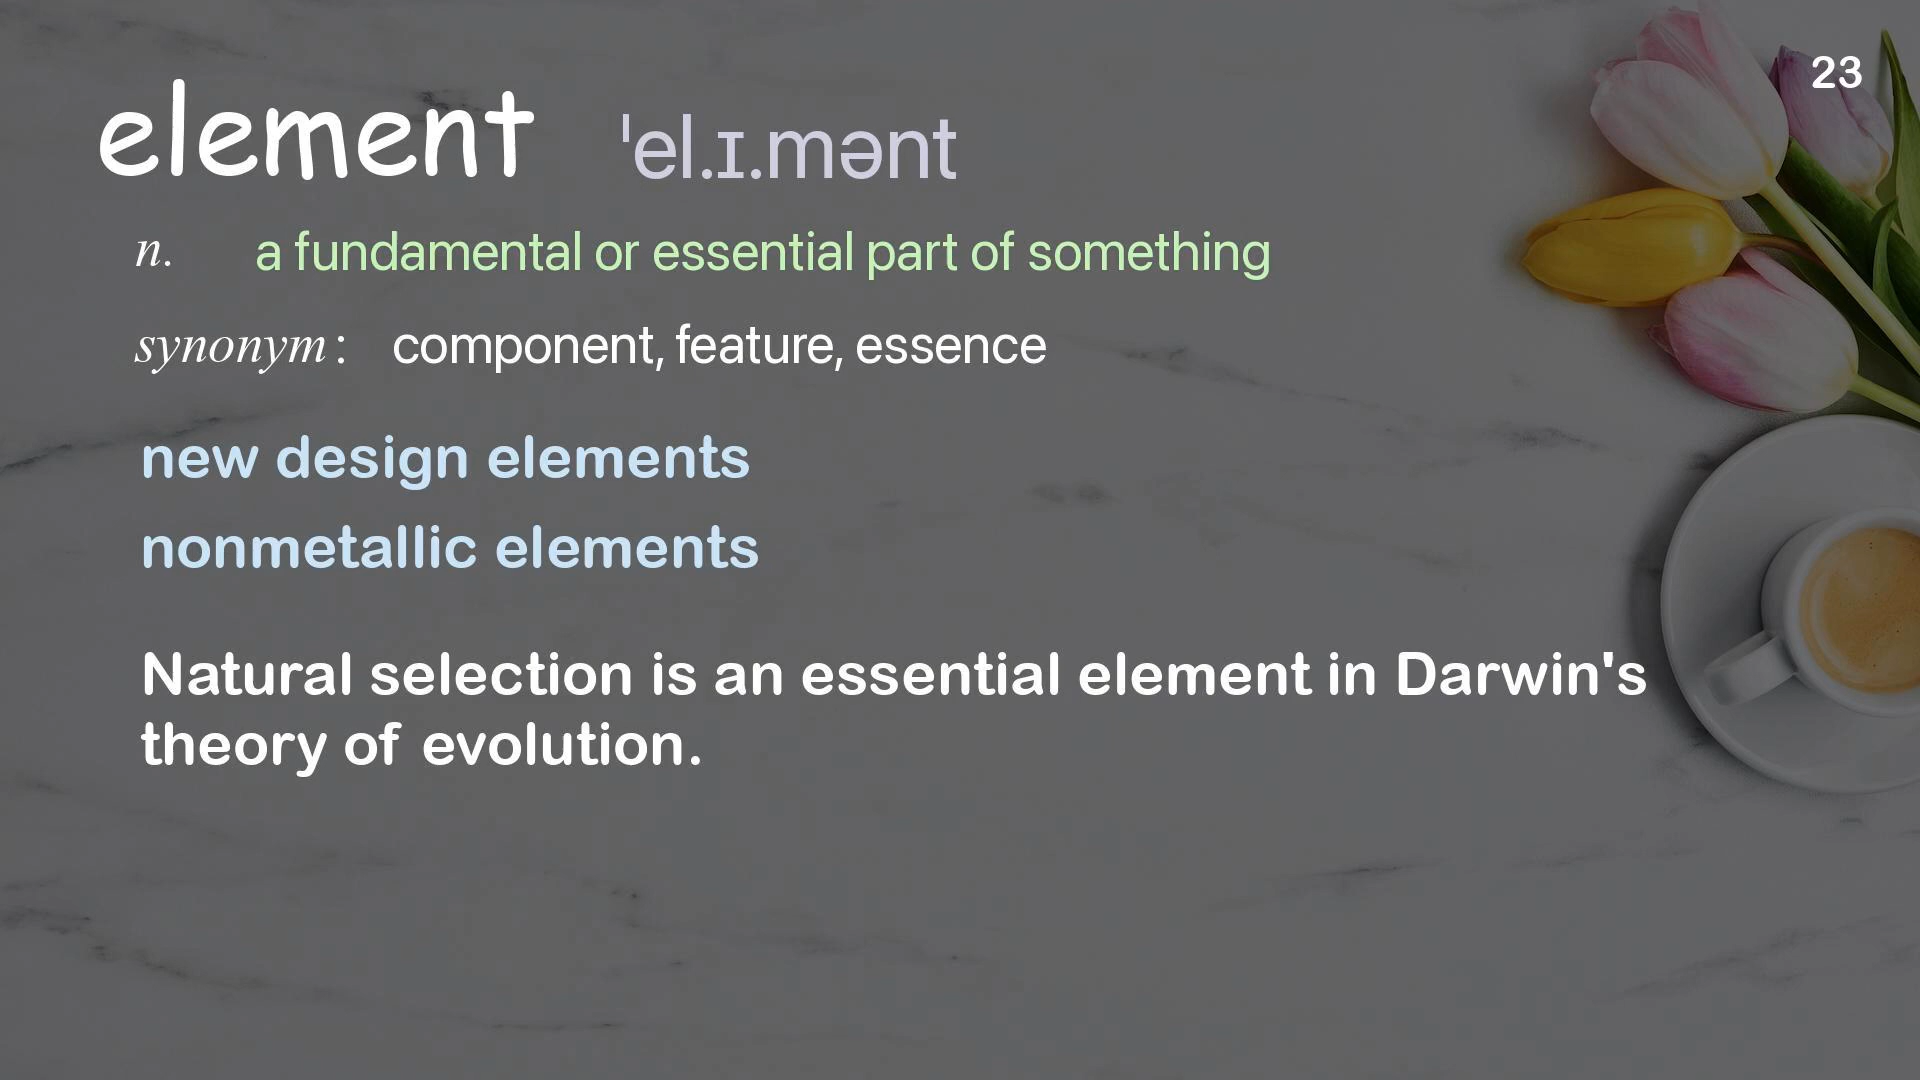 23
element ˈel.ɪ.mənt
n. a fundamental or essential part of something
synonym: component, feature, essence
new design elements
nonmetallic elements
Natural selection is an essential element in Darwin's
theory of evolution.